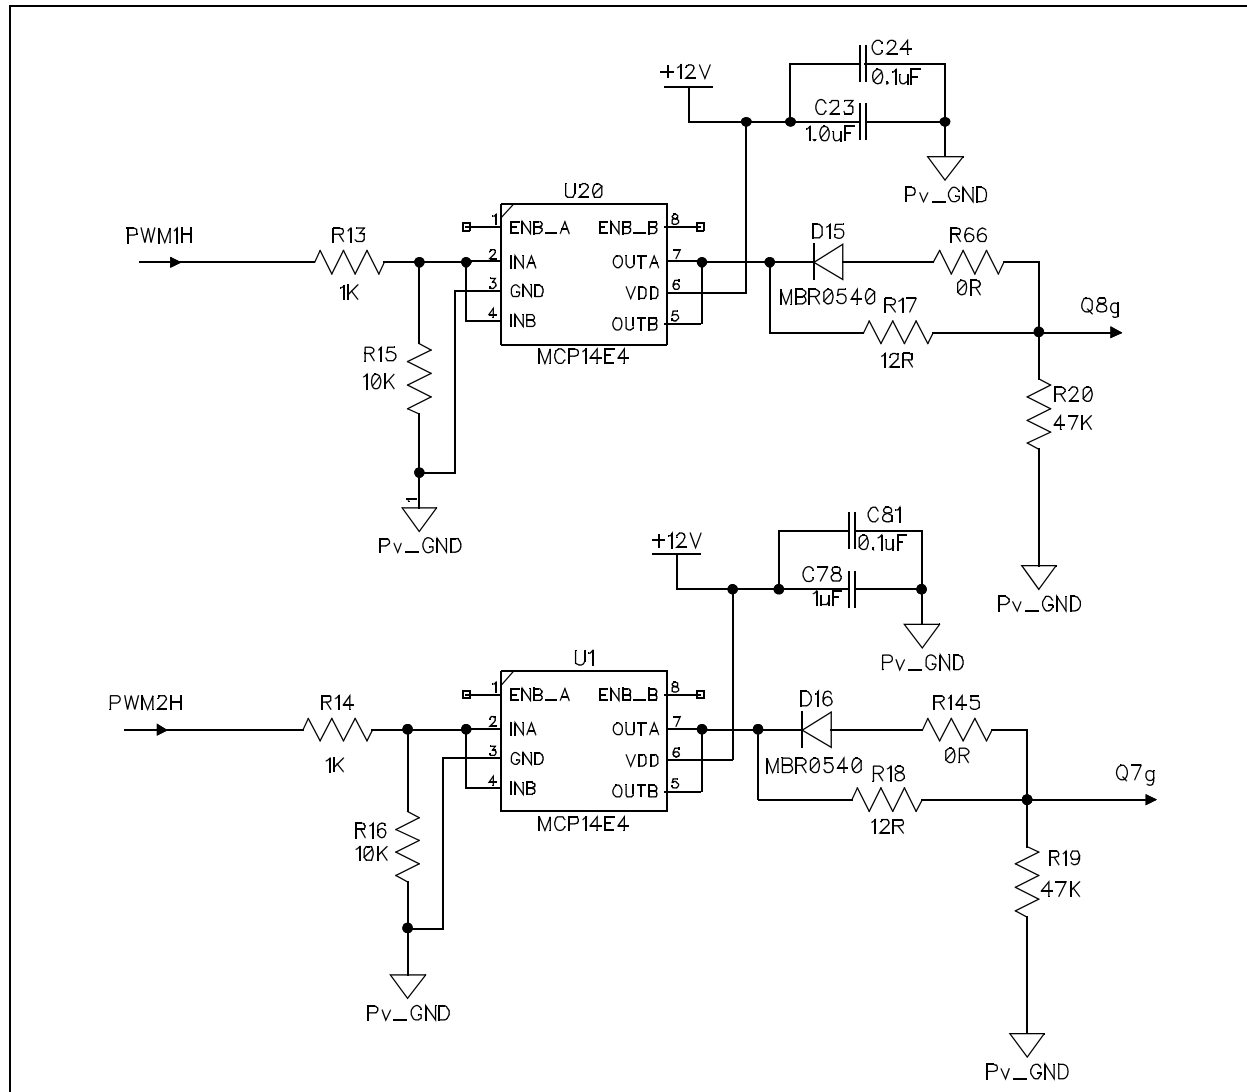 C24
0.1uF
+12V
C23
1.0uF
Pv_GND
U20
1 ENB_A ENB_B 8
PWM1H
R13
1K
2 INA OUTA 7
3 GND VDD 6
4 INB OUTB 5
MCP14E4
D15
MBR0540
R66
0R
R17
12R
Q8g
R15
10K
R20
47K
1
Pv_GND
Pv_GND
C81
0.1uF
+12V
C78
1uF
Pv_GND
U1
1 ENB_A ENB_B 8
PWM2H
R14
1K
2 INA OUTA 7
3 GND VDD 6
4 INB OUTB 5
MCP14E4
D16
MBR0540
R145
0R
R18
12R
Q7g
R16
10K
R19
47K
Pv_GND
Pv_GND